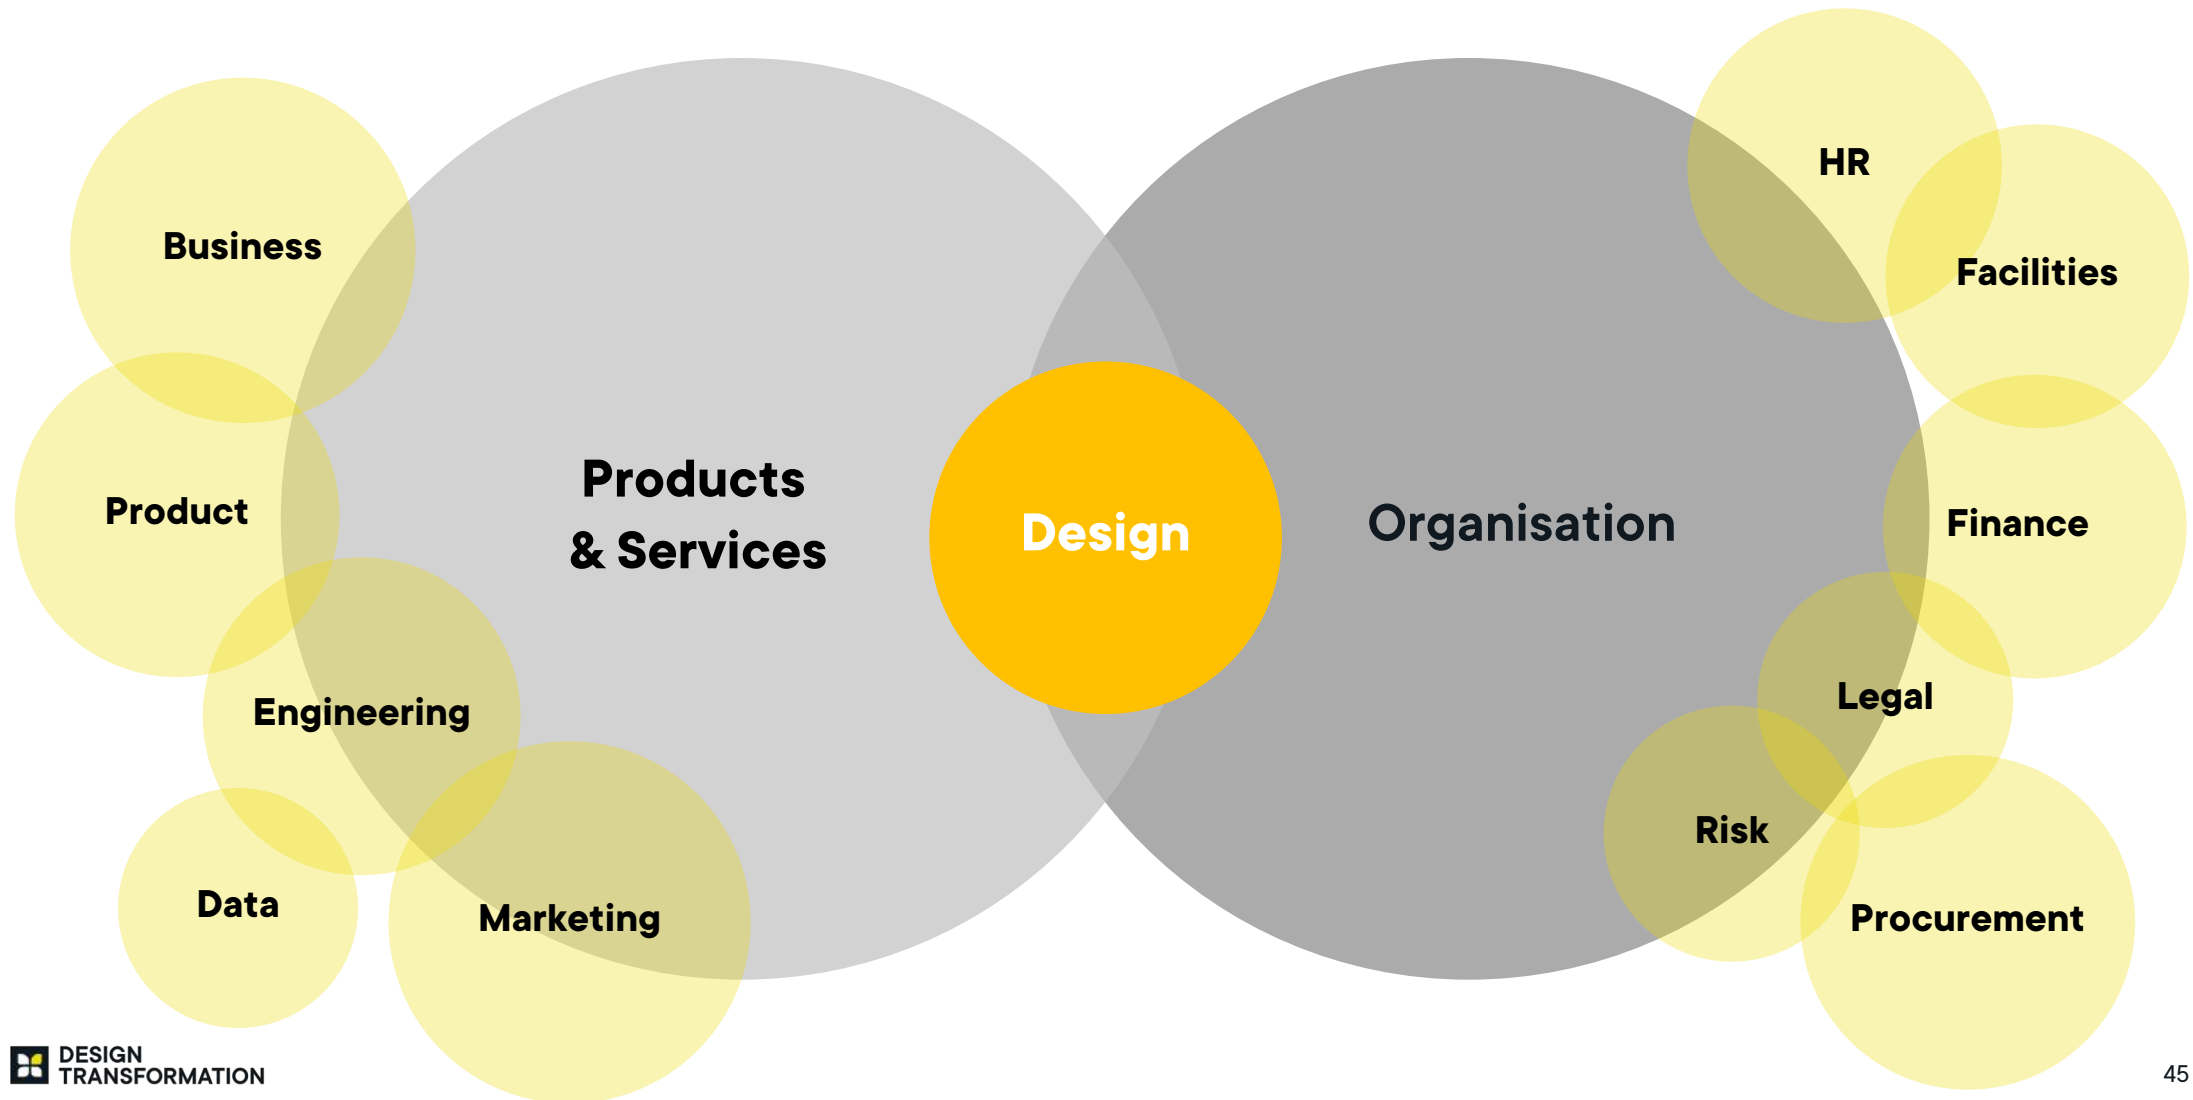 Business
Product
Engineering
Data
Marketing
Products
& Services
Design
Organisation
HR
Facilities
Finance
Legal
Risk
Procurement
DESIGN
TRANSFORMATION
45